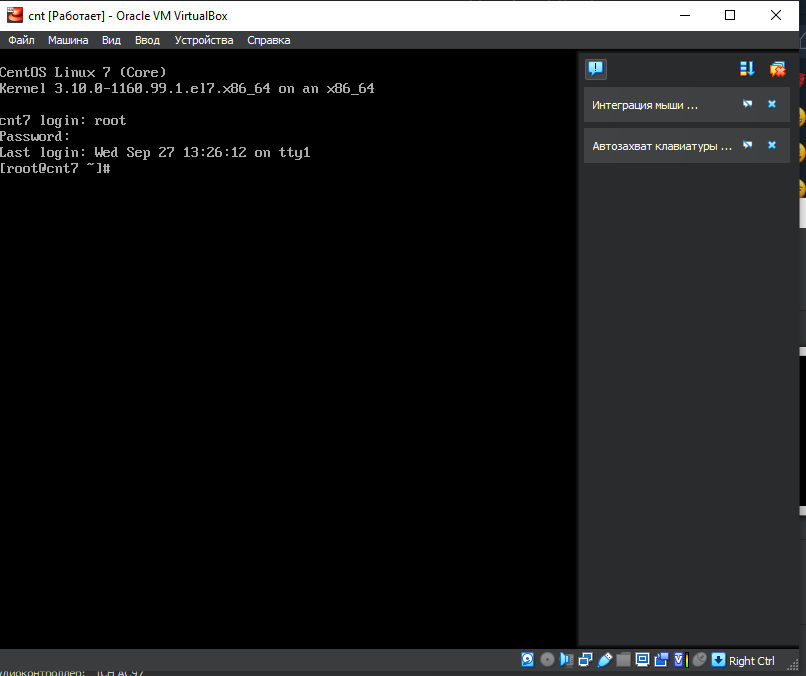 cnt [Работает] - Oracle VM VirtualBox
Файл Машина Вид Ввод Устройства Справка
CentOS Linux 7 (Core)
Kernel 3.10.0-1160.99.1.el7.x86_64 on an x86_64
cnt7 login: root
Password:
Last login: Wed Sep 27 13:26:12 on tty1
[root@cnt7 ~]#
Интеграция мыши ...
Автозахват клавиатуры ...
Right Ctrl